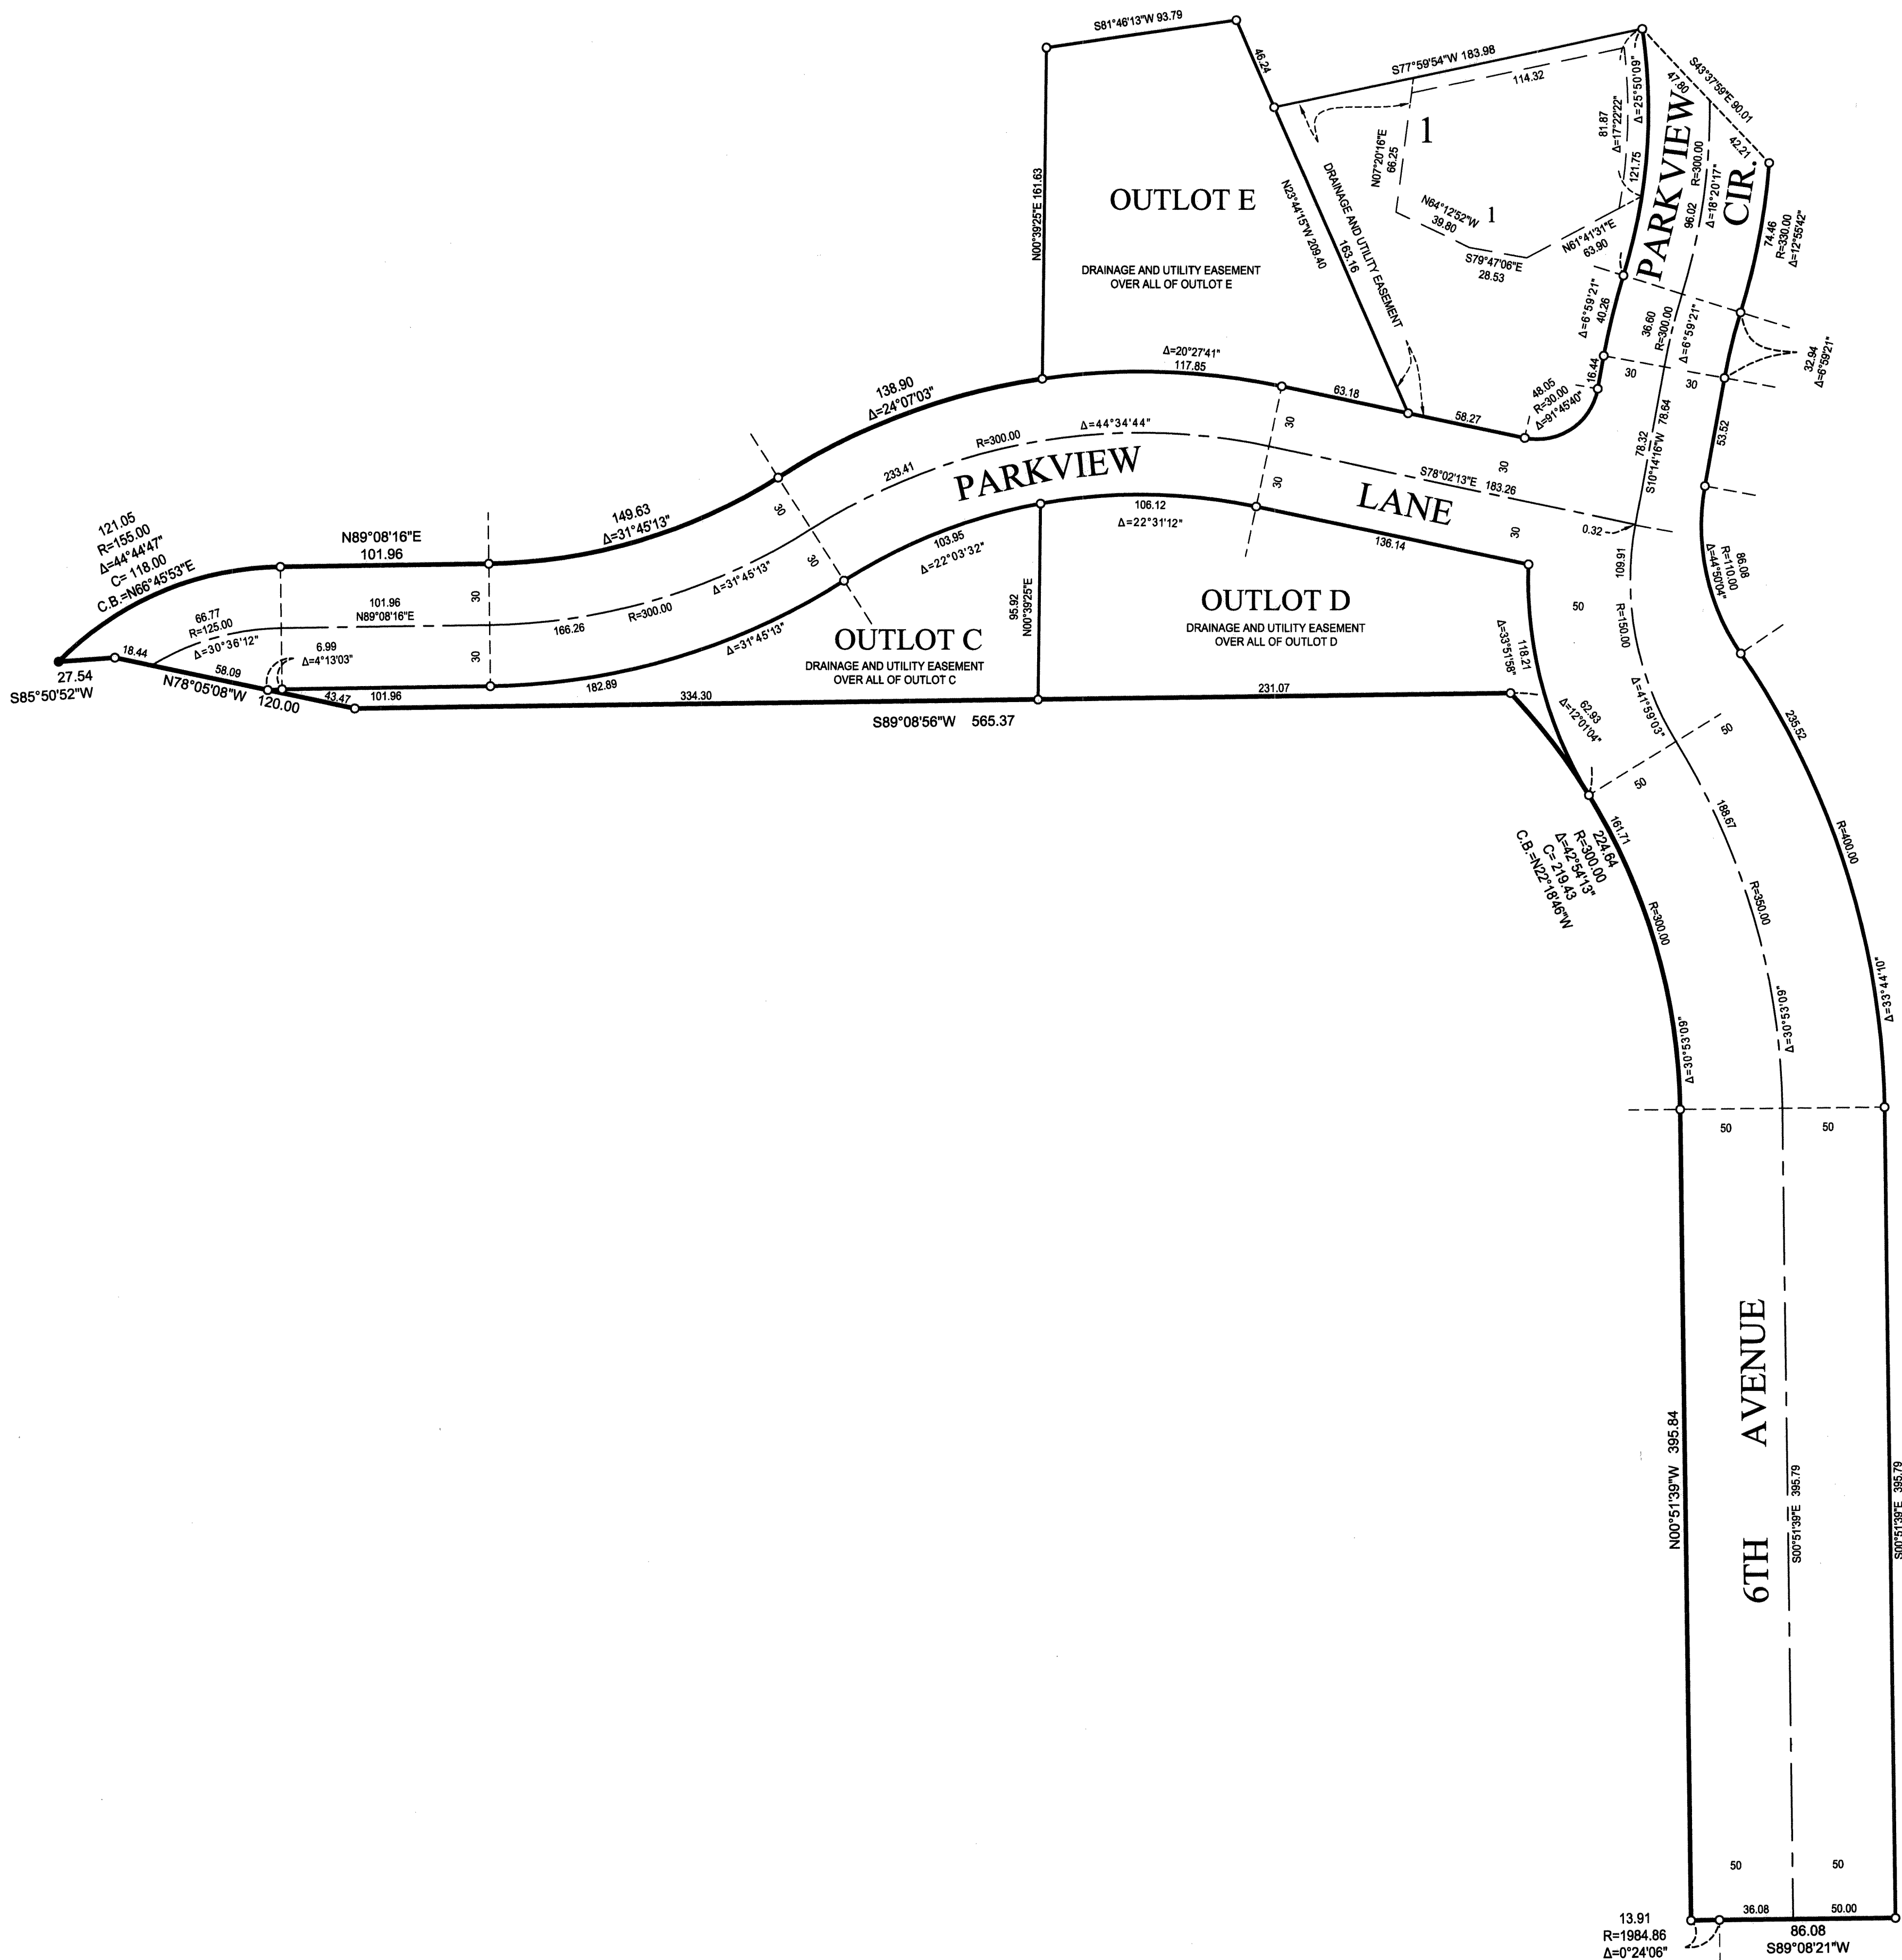 S81°46'13"W 93.79
46.24
S77°59'54"W 183.98
114.32
S43°37'59"E 90.01
47.80
42.21
Δ=25°50'09"
121.75
81.87
Δ=17°22'22"
PARKVIEW
CIR.
96.02 R=300.00
Δ=18°20'17"
74.46
R=330.00
Δ=12°55'42"
1
N07°20'16"E
66.25
N64°12'52"W
39.80
1
S79°47'06"E
28.53
N61°41'31"E
63.90
N00°39'25"E 161.63
OUTLOT E
DRAINAGE AND UTILITY EASEMENT
OVER ALL OF OUTLOT E
N23°44'15"W 209.40
163.16
DRAINAGE AND UTILITY EASEMENT
Δ=6°59'21"
40.26
36.60
R=300.00
Δ=6°59'21"
32.94
Δ=6°59'21"
16.44
30
30
53.52
48.05
R=30.00
Δ=91°45'40"
Δ=20°27'41"
117.85
63.18
58.27
138.90
Δ=24°07'03"
R=300.00
Δ=44°34'44"
233.41
PARKVIEW
LANE
30
30
30
30
S78°02'13"E 183.26
0.32
78.32
S10°14'16"W 78.64
121.05
R=155.00
Δ=44°44'47"
C= 118.00
C.B.=N66°45'53"E
N89°08'16"E
101.96
149.63
Δ=31°45'13"
30
30
106.12
Δ=22°31'12"
136.14
103.95
Δ=22°03'32"
109.91
R=150.00
Δ=41°59'03"
86.08
R=110.00
Δ=44°50'04"
50
66.77
R=125.00
Δ=30°36'12"
101.96
N89°08'16"E
30
30
166.26
R=300.00
Δ=31°45'13"
95.92
N00°39'25"E
OUTLOT C
DRAINAGE AND UTILITY EASEMENT
OVER ALL OF OUTLOT C
OUTLOT D
DRAINAGE AND UTILITY EASEMENT
OVER ALL OF OUTLOT D
118.21
Δ=33°51'58"
6.99
Δ=4°13'03"
18.44
27.54
S85°50'52"W
58.09
N78°05'08"W
120.00
43.47
101.96
182.89
Δ=31°45'13"
334.30
231.07
S89°08'56"W 565.37
62.93
Δ=12°01'04"
50
50
235.52
R=400.00
Δ=33°44'10"
188.67
R=350.00
Δ=30°53'09"
161.71
R=300.00
Δ=30°53'09"
224.64
R=300.00
Δ=42°54'13"
C= 219.43
C.B.=N22°18'46"W
50
50
N00°51'39"W 395.84
6TH AVENUE
S00°51'39"E 395.79
S00°51'39"E 395.79
50
50
13.91
R=1984.86
Δ=0°24'06"
36.08
50.00
86.08
S89°08'21"W